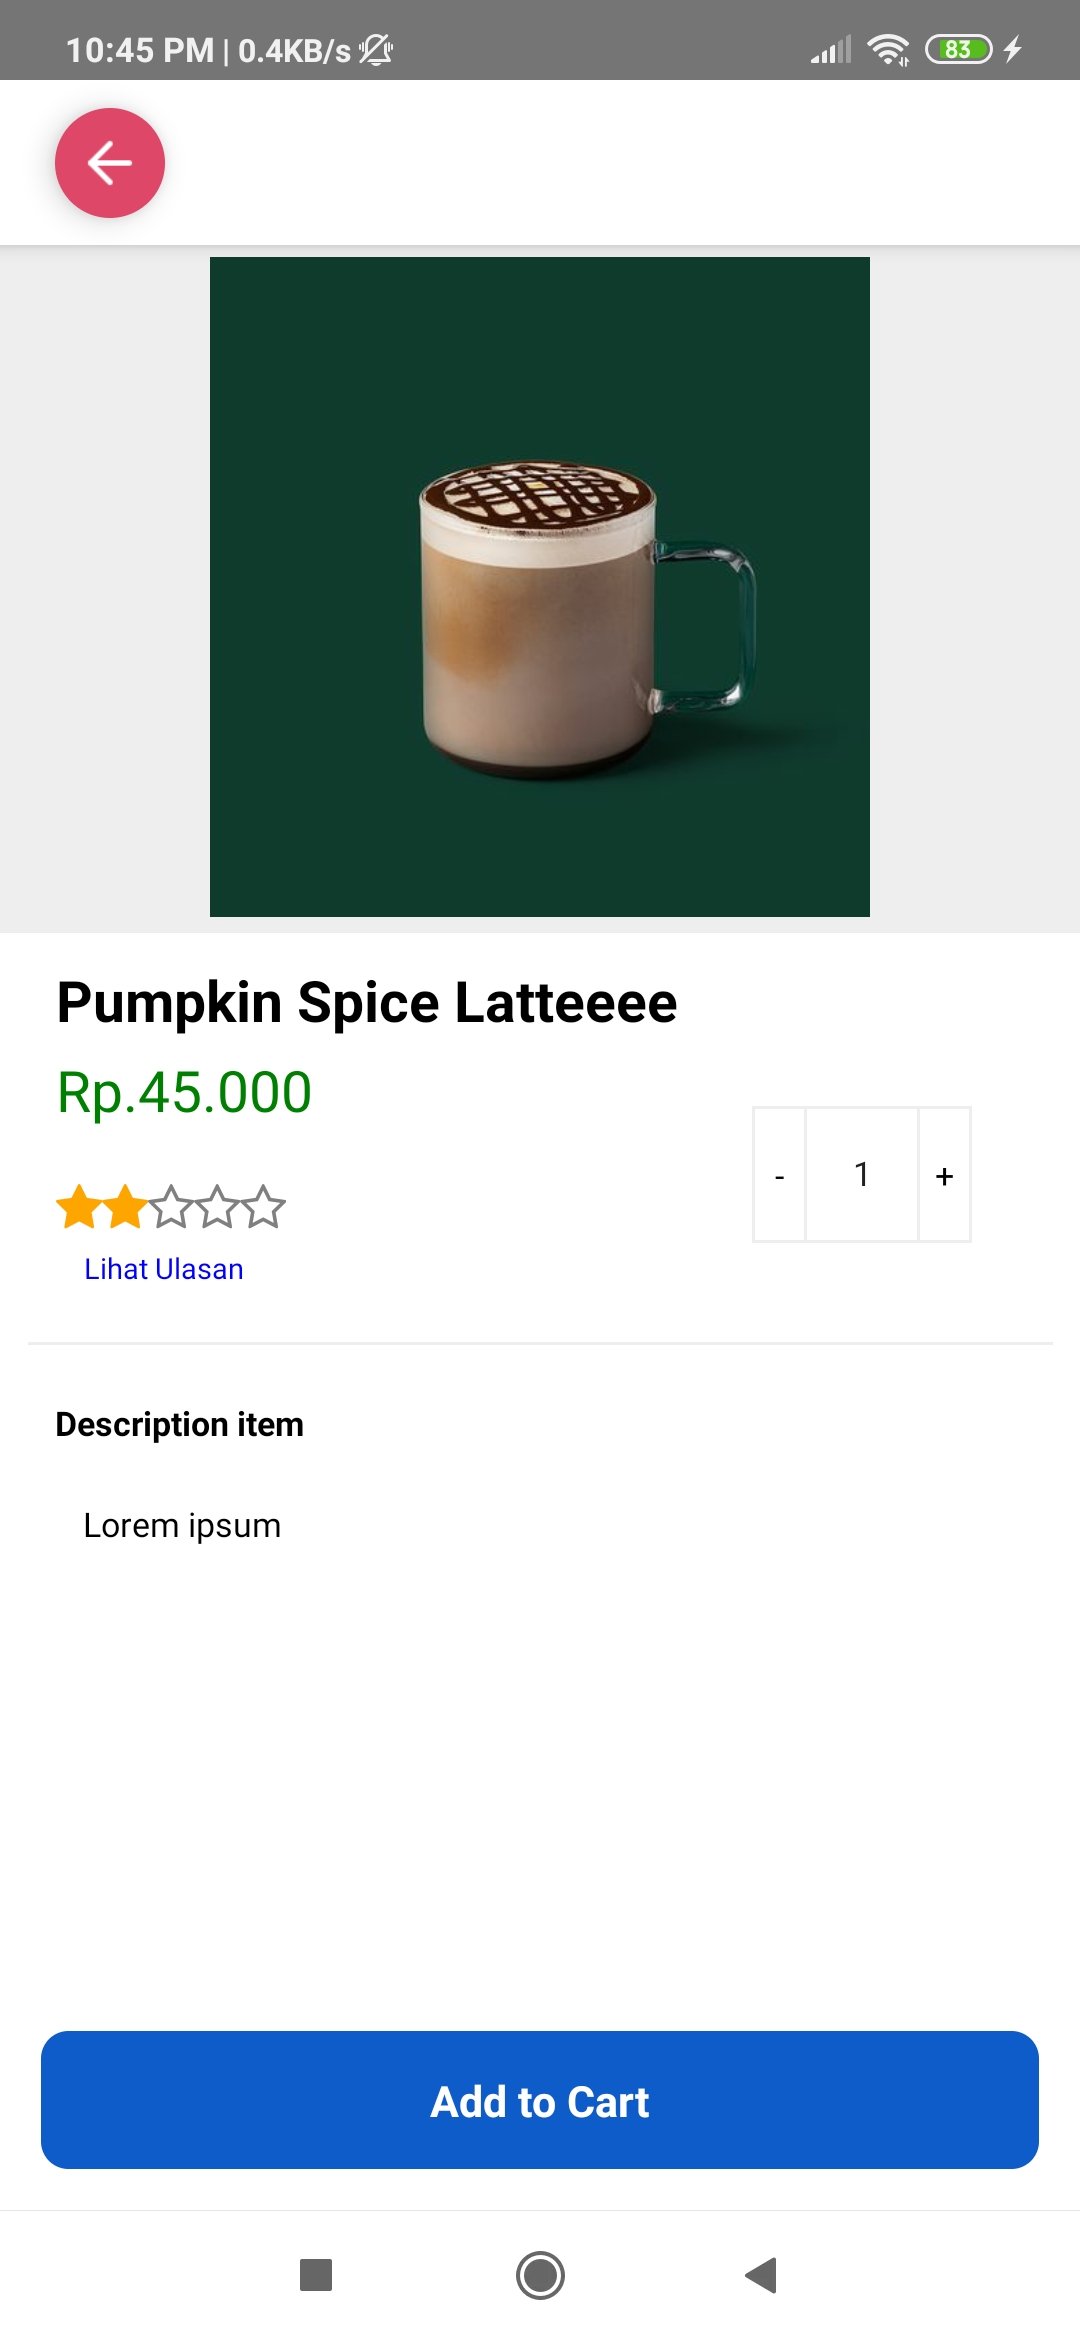 10:45 PM | 0.4KB/s
83
Pumpkin Spice Latteeee
Rp.45.000
- 1 +
Lihat Ulasan
Description item
Lorem ipsum
Add to Cart